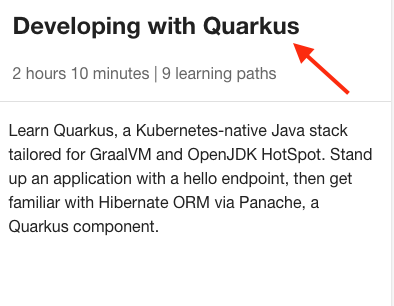 Developing with Quarkus
2 hours 10 minutes | 9 learning paths
Learn Quarkus, a Kubernetes-native Java stack
tailored for GraalVM and OpenJDK HotSpot. Stand
up an application with a hello endpoint, then get
familiar with Hibernate ORM via Panache, a
Quarkus component.